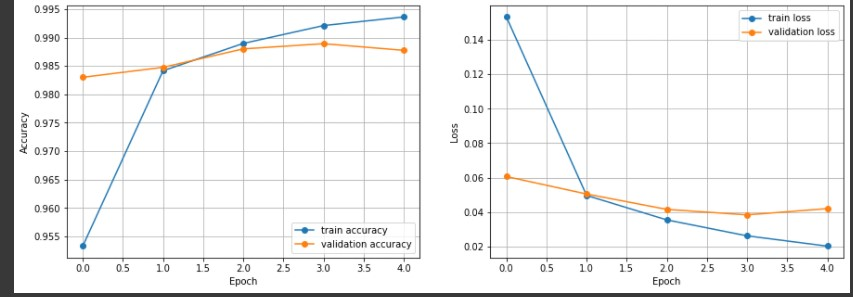 0.995
0.990
0.985
0.980
0.975
0.970
0.965
0.960
0.955
Accuracy
train accuracy
validation accuracy
0.0 0.5 1.0 1.5 2.0 2.5 3.0 3.5 4.0
Epoch
train loss
validation loss
0.14
0.12
0.10
0.08
0.06
0.04
0.02
Loss
0.0 0.5 1.0 1.5 2.0 2.5 3.0 3.5 4.0
Epoch